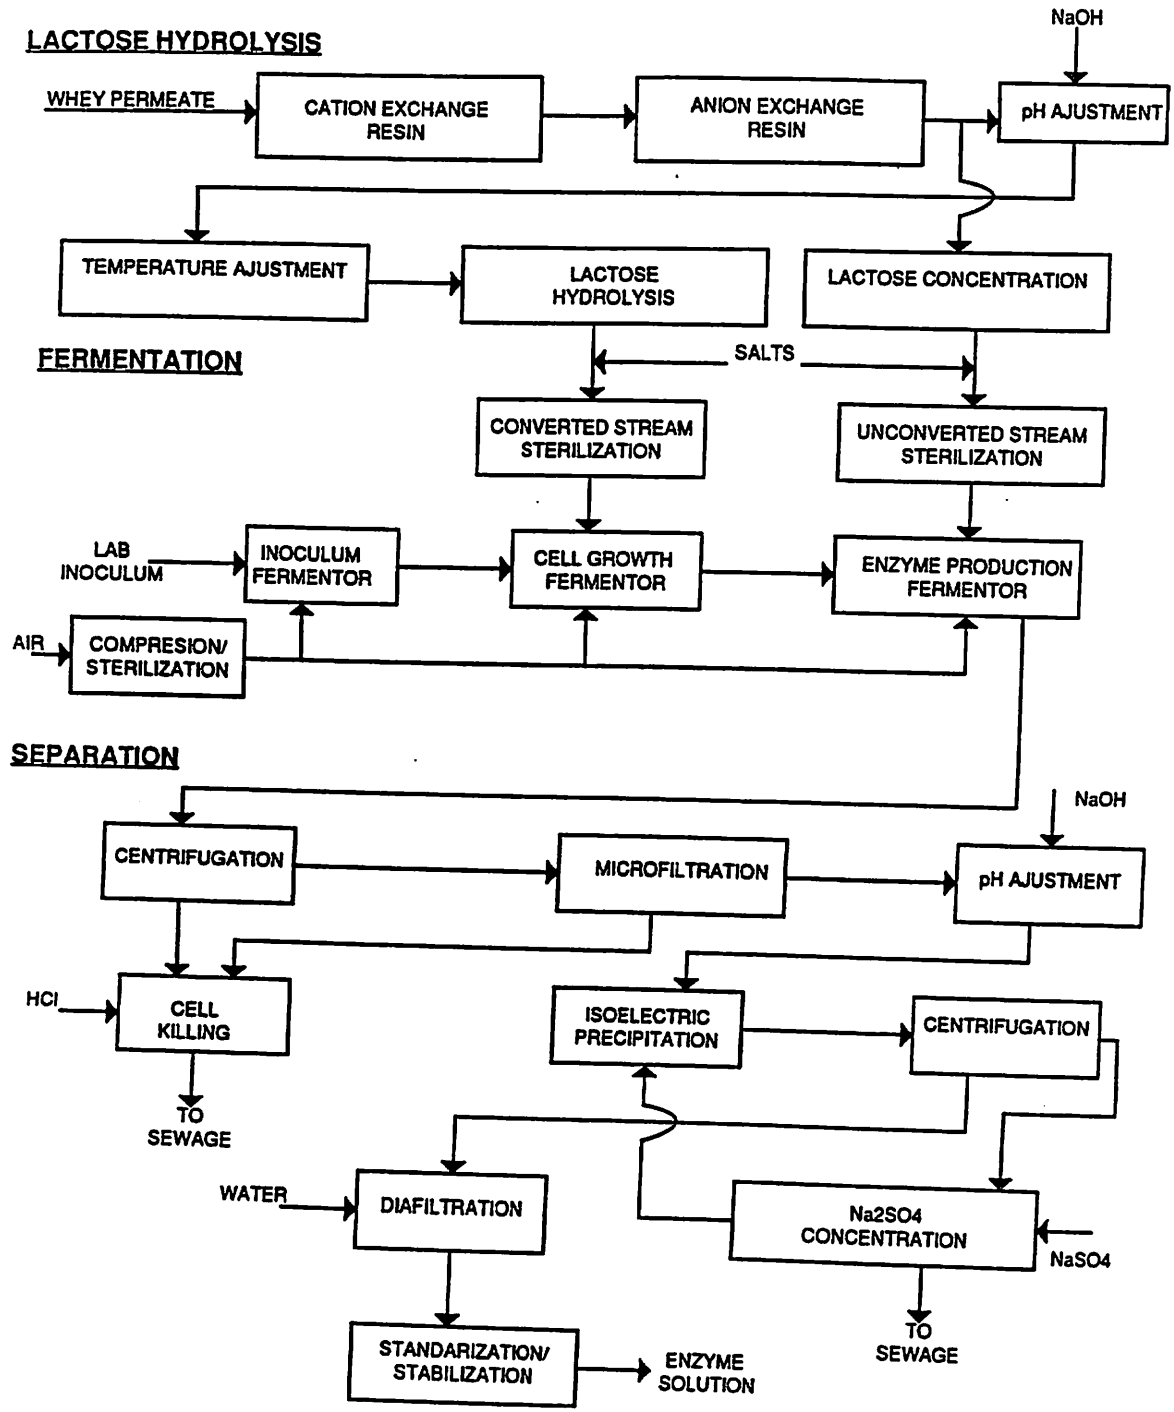 NaOH
LACTOSE HYDROLYSIS
WHEY PERMEATE
CATION EXCHANGE
RESIN
ANION EXCHANGE
RESIN
pH AJUSTMENT
TEMPERATURE AJUSTMENT
LACTOSE
HYDROLYSIS
LACTOSE CONCENTRATION
FERMENTATION
SALTS
CONVERTED STREAM
STERILIZATION
UNCONVERTED STREAM
STERILIZATION
LAB
INOCULUM
INOCULUM
FERMENTOR
CELL GROWTH
FERMENTOR
ENZYME PRODUCTION
FERMENTOR
AIR
COMPRESION/
STERILIZATION
SEPARATION
NaOH
CENTRIFUGATION
MICROFILTRATION
pH AJUSTMENT
HCl
CELL
KILLING
ISOELECTRIC
PRECIPITATION
CENTRIFUGATION
TO
SEWAGE
WATER
DIAFILTRATION
Na2SO4
CONCENTRATION
NaSO4
TO
SEWAGE
STANDARIZATION/
STABILIZATION
ENZYME
SOLUTION